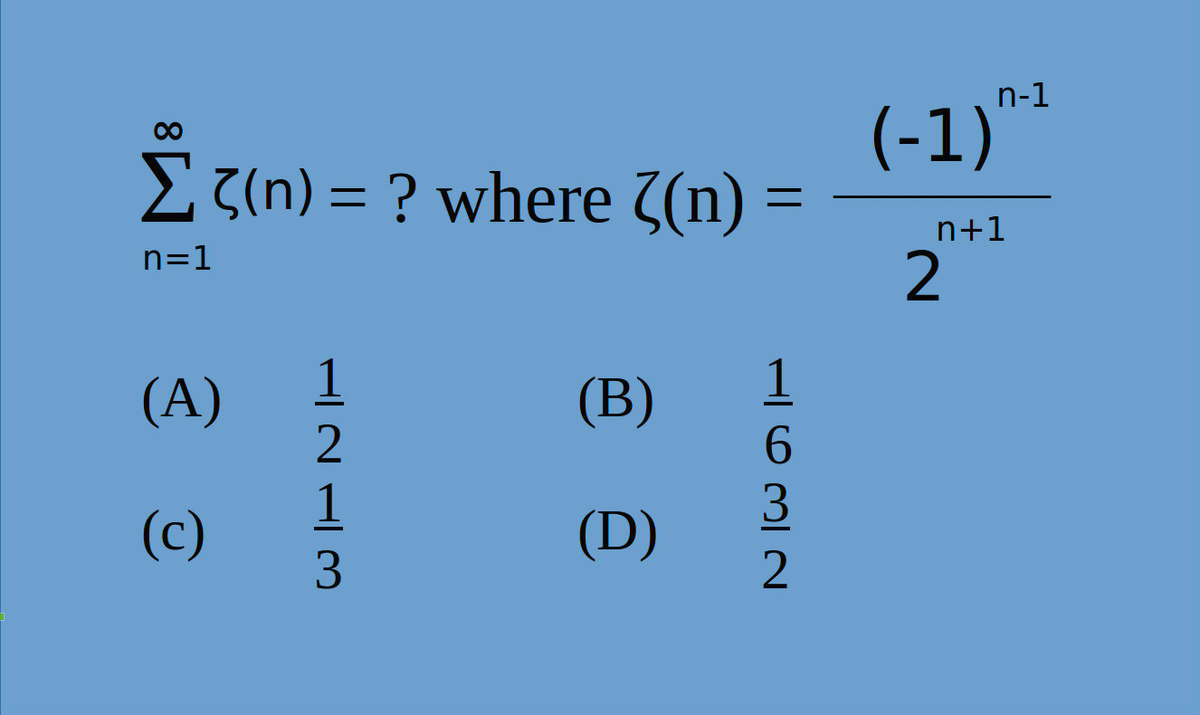 ∞
Σ ζ(n) = ? where ζ(n) = (-1)^(n-1) / 2^(n+1)
n=1
(A) 1/2 (B) 1/6
(c) 1/3 (D) 3/2